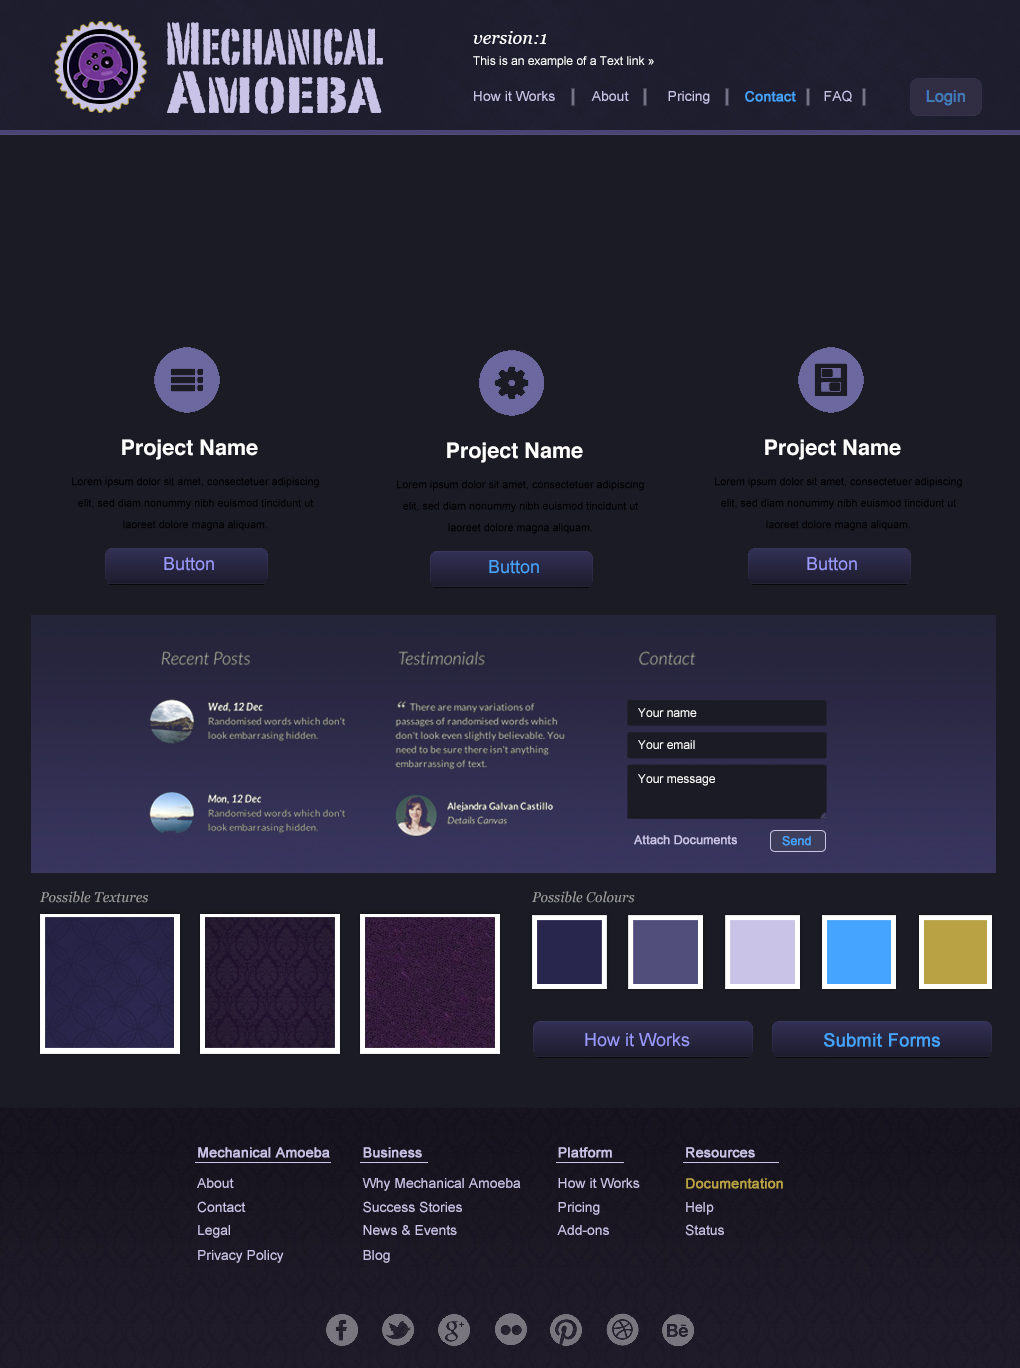 MECHANICAL
AMOEBA
version:1
This is an example of a Text link »
How it Works | About | Pricing | Contact | FAQ |
Login
Project Name
Lorem ipsum dolor sit amet, consectetuer adipiscing
elit, sed diam nonummy nibh euismod tincidunt ut
laoreet dolore magna aliquam.
Button
Project Name
Lorem ipsum dolor sit amet, consectetuer adipiscing
elit, sed diam nonummy nibh euismod tincidunt ut
laoreet dolore magna aliquam.
Button
Project Name
Lorem ipsum dolor sit amet, consectetuer adipiscing
elit, sed diam nonummy nibh euismod tincidunt ut
laoreet dolore magna aliquam.
Button
Recent Posts
Wed, 12 Dec
Randomised words which don't
look embarrasing hidden.
Mon, 12 Dec
Randomised words which don't
look embarrasing hidden.
Testimonials
“ There are many variations of
passages of randomised words which
don't look even slightly believable. You
need to be sure there isn't anything
embarrassing of text.
Alejandra Galvan Castillo
Details Canvas
Contact
Your name
Your email
Your message
Attach Documents
Send
Possible Textures
Possible Colours
How it Works
Submit Forms
Mechanical Amoeba
About
Contact
Legal
Privacy Policy
Business
Why Mechanical Amoeba
Success Stories
News & Events
Blog
Platform
How it Works
Pricing
Add-ons
Resources
Documentation
Help
Status
f
g+
Bē